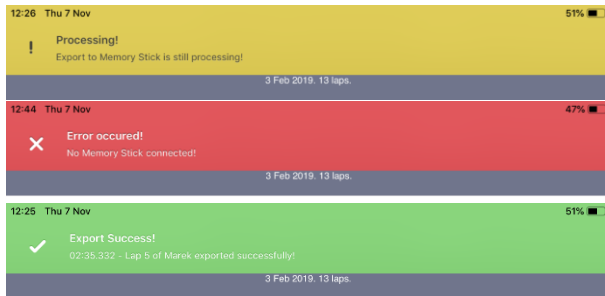 12:26 Thu 7 Nov 51%
!
Processing!
Export to Memory Stick is still processing!
3 Feb 2019. 13 laps.
12:44 Thu 7 Nov 47%
Error occured!
No Memory Stick connected!
3 Feb 2019. 13 laps.
12:25 Thu 7 Nov 51%
Export Success!
02:35.332 - Lap 5 of Marek exported successfully!
3 Feb 2019. 13 laps.